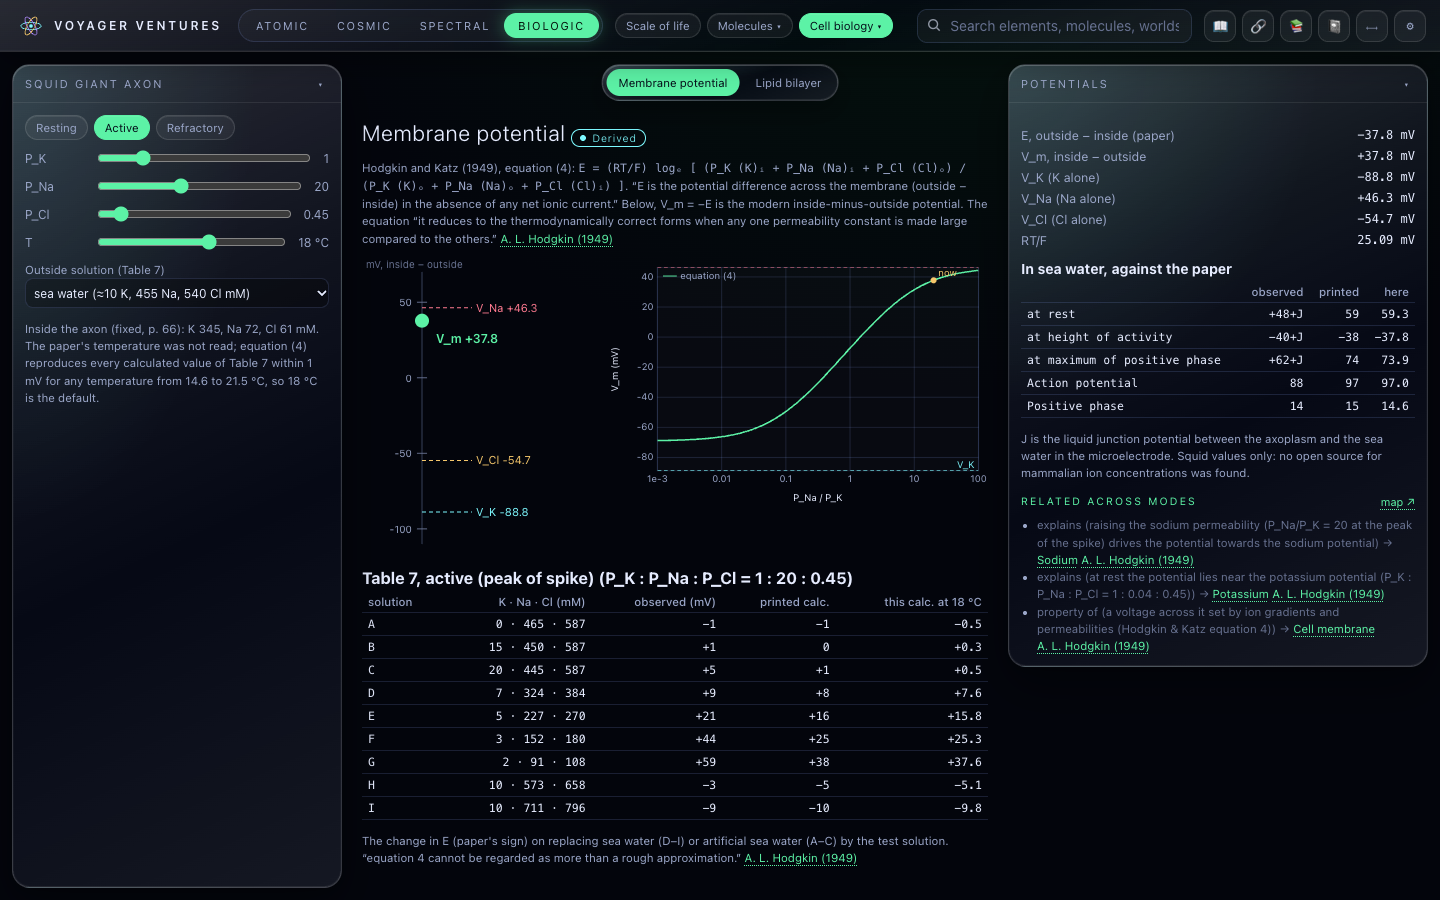 VOYAGER VENTURES
ATOMIC COSMIC SPECTRAL BIOLOGIC
Scale of life Molecules Cell biology
Search elements, molecules, worlds
SQUID GIANT AXON
Resting Active Refractory
P_K 1
P_Na 20
P_Cl 0.45
T 18 °C
Outside solution (Table 7)
sea water (≈10 K, 455 Na, 540 Cl mM)
Inside the axon (fixed, p. 66): K 345, Na 72, Cl 61 mM.
The paper's temperature was not read; equation (4)
reproduces every calculated value of Table 7 within 1
mV for any temperature from 14.6 to 21.5 °C, so 18 °C
is the default.
Membrane potential Lipid bilayer
Membrane potential Derived
Hodgkin and Katz (1949), equation (4): E = (RT/F) logₑ [ (P_K (K)ᵢ + P_Na (Na)ᵢ + P_Cl (Cl)ₒ) /
(P_K (K)ₒ + P_Na (Na)ₒ + P_Cl (Cl)ᵢ) ]. “E is the potential difference across the membrane (outside –
inside) in the absence of any net ionic current.” Below, V_m = −E is the modern inside-minus-outside potential. The
equation “it reduces to the thermodynamically correct forms when any one permeability constant is made large
compared to the others.” A. L. Hodgkin (1949)
mV, inside − outside
50
0
-50
-100
V_Na +46.3
V_m +37.8
V_Cl -54.7
V_K -88.8
equation (4)
now
V_m (mV)
40
20
0
-20
-40
-60
-80
V_K
1e-3 0.01 0.1 1 10 100
P_Na / P_K
Table 7, active (peak of spike) (P_K : P_Na : P_Cl = 1 : 20 : 0.45)
solution K · Na · Cl (mM) observed (mV) printed calc. this calc. at 18 °C
A 0 · 465 · 587 −1 −1 −0.5
B 15 · 450 · 587 +1 0 +0.3
C 20 · 445 · 587 +5 +1 +0.5
D 7 · 324 · 384 +9 +8 +7.6
E 5 · 227 · 270 +21 +16 +15.8
F 3 · 152 · 180 +44 +25 +25.3
G 2 · 91 · 108 +59 +38 +37.6
H 10 · 573 · 658 −3 −5 −5.1
I 10 · 711 · 796 −9 −10 −9.8
The change in E (paper's sign) on replacing sea water (D–I) or artificial sea water (A–C) by the test solution.
“equation 4 cannot be regarded as more than a rough approximation.” A. L. Hodgkin (1949)
POTENTIALS
E, outside − inside (paper) −37.8 mV
V_m, inside − outside +37.8 mV
V_K (K alone) −88.8 mV
V_Na (Na alone) +46.3 mV
V_Cl (Cl alone) −54.7 mV
RT/F 25.09 mV
In sea water, against the paper
observed printed here
at rest +48+J 59 59.3
at height of activity −40+J −38 −37.8
at maximum of positive phase +62+J 74 73.9
Action potential 88 97 97.0
Positive phase 14 15 14.6
J is the liquid junction potential between the axoplasm and the sea
water in the microelectrode. Squid values only: no open source for
mammalian ion concentrations was found.
RELATED ACROSS MODES map ↗
• explains (raising the sodium permeability (P_Na/P_K = 20 at the peak
of the spike) drives the potential towards the sodium potential) →
Sodium A. L. Hodgkin (1949)
• explains (at rest the potential lies near the potassium potential (P_K :
P_Na : P_Cl = 1 : 0.04 : 0.45)) → Potassium A. L. Hodgkin (1949)
• property of (a voltage across it set by ion gradients and
permeabilities (Hodgkin & Katz equation 4)) → Cell membrane
A. L. Hodgkin (1949)